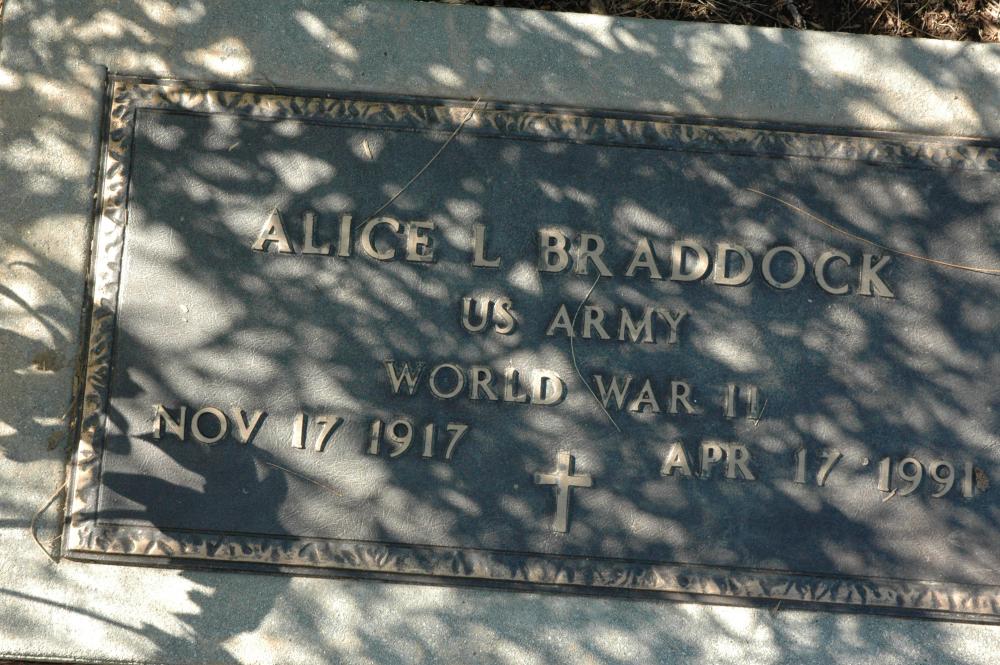 ALICE L BRADDOCK
US ARMY
WORLD WAR II
NOV 17 1917 APR 17 1991